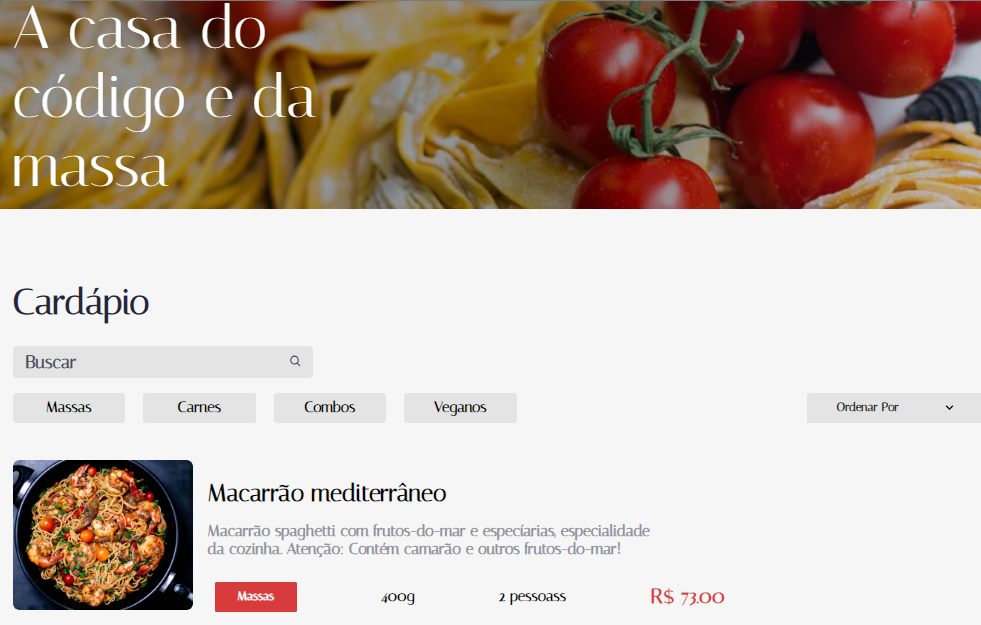 A casa do
código e da
massa
Cardápio
Buscar
Massas Carnes Combos Veganos Ordenar Por
Macarrão mediterrâneo
Macarrão spaghetti com frutos-do-mar e especíarias, especialidade
da cozinha. Atenção: Contém camarão e outros frutos-do-mar!
Massas 400g 2 pessoass R$ 73.00